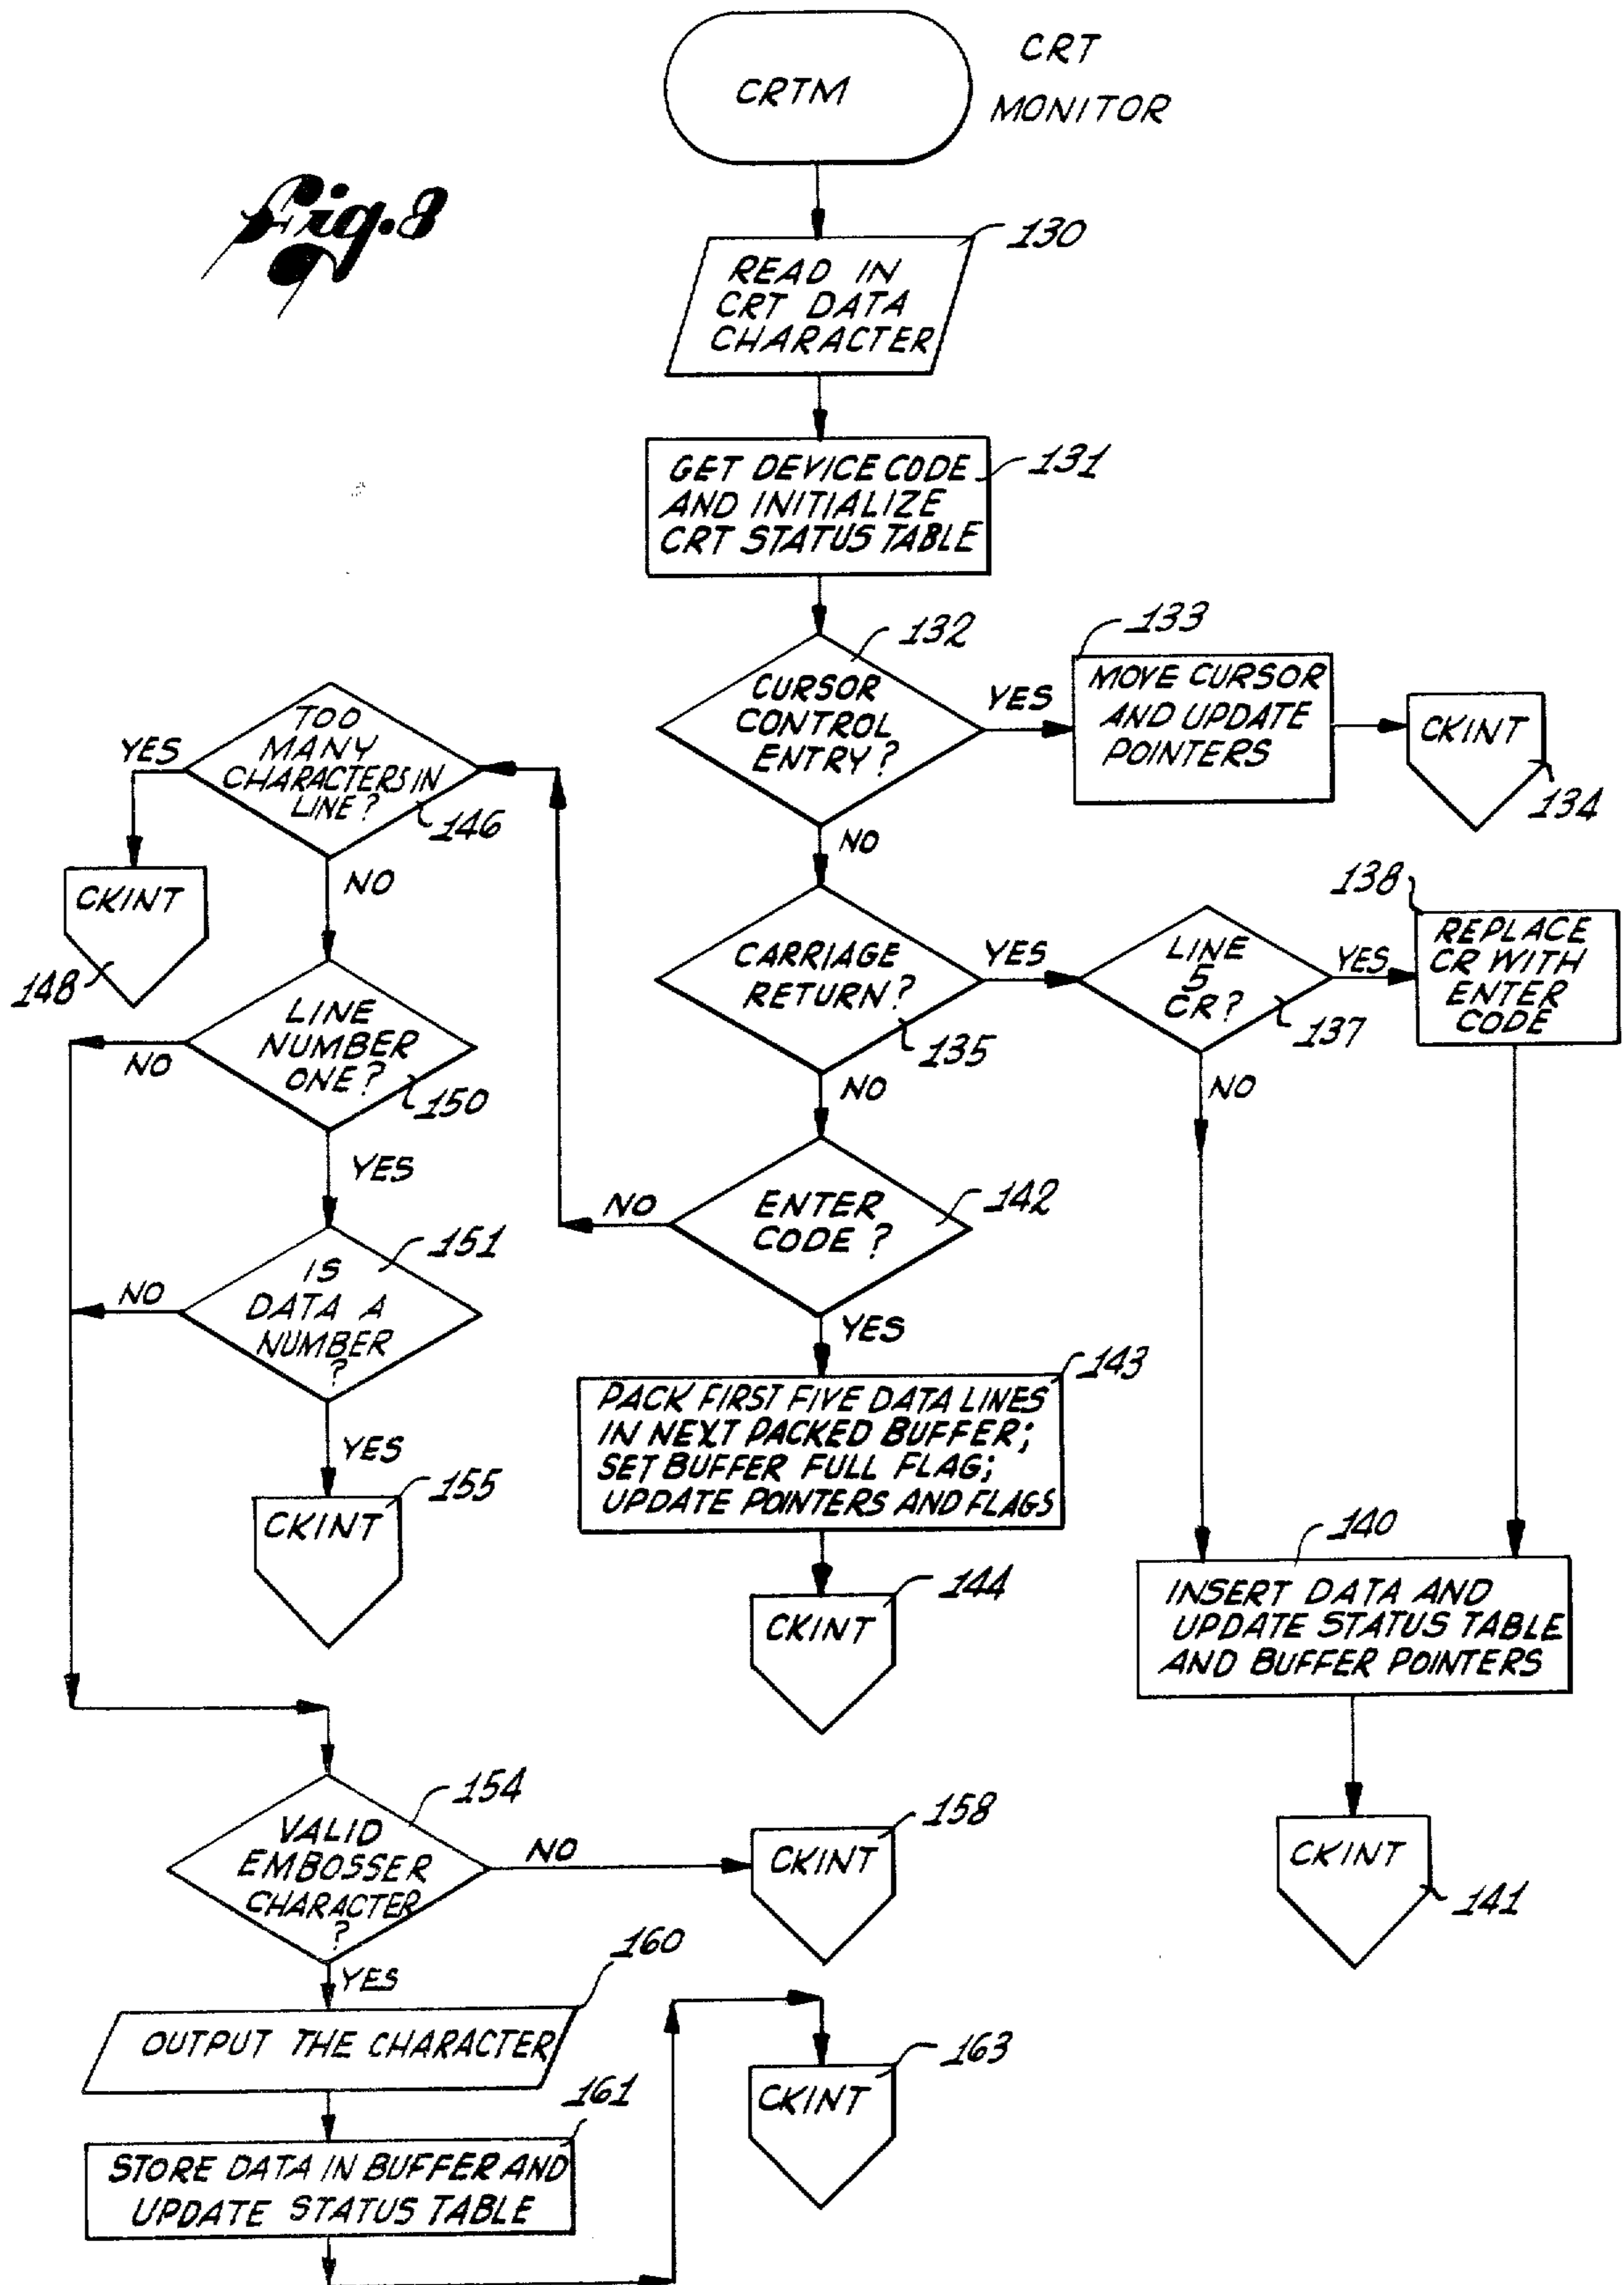 CRTM
CRT
MONITOR
Fig.8
130
READ IN
CRT DATA
CHARACTER
131
GET DEVICE CODE
AND INITIALIZE
CRT STATUS TABLE
132
CURSOR
CONTROL
ENTRY?
YES
133
MOVE CURSOR
AND UPDATE
POINTERS
CKINT
134
NO
CARRIAGE
RETURN?
135
YES
LINE
5
CR?
137
YES
138
REPLACE
CR WITH
ENTER
CODE
NO
NO
ENTER
CODE?
142
NO
TOO
MANY
CHARACTERS IN
LINE?
146
YES
CKINT
148
NO
LINE
NUMBER
ONE?
150
NO
YES
151
IS
DATA A
NUMBER
?
NO
YES
CKINT
155
YES
143
PACK FIRST FIVE DATA LINES
IN NEXT PACKED BUFFER;
SET BUFFER FULL FLAG;
UPDATE POINTERS AND FLAGS
144
CKINT
140
INSERT DATA AND
UPDATE STATUS TABLE
AND BUFFER POINTERS
CKINT
141
154
VALID
EMBOSSER
CHARACTER
?
NO
158
CKINT
YES
160
OUTPUT THE CHARACTER
161
STORE DATA IN BUFFER AND
UPDATE STATUS TABLE
163
CKINT